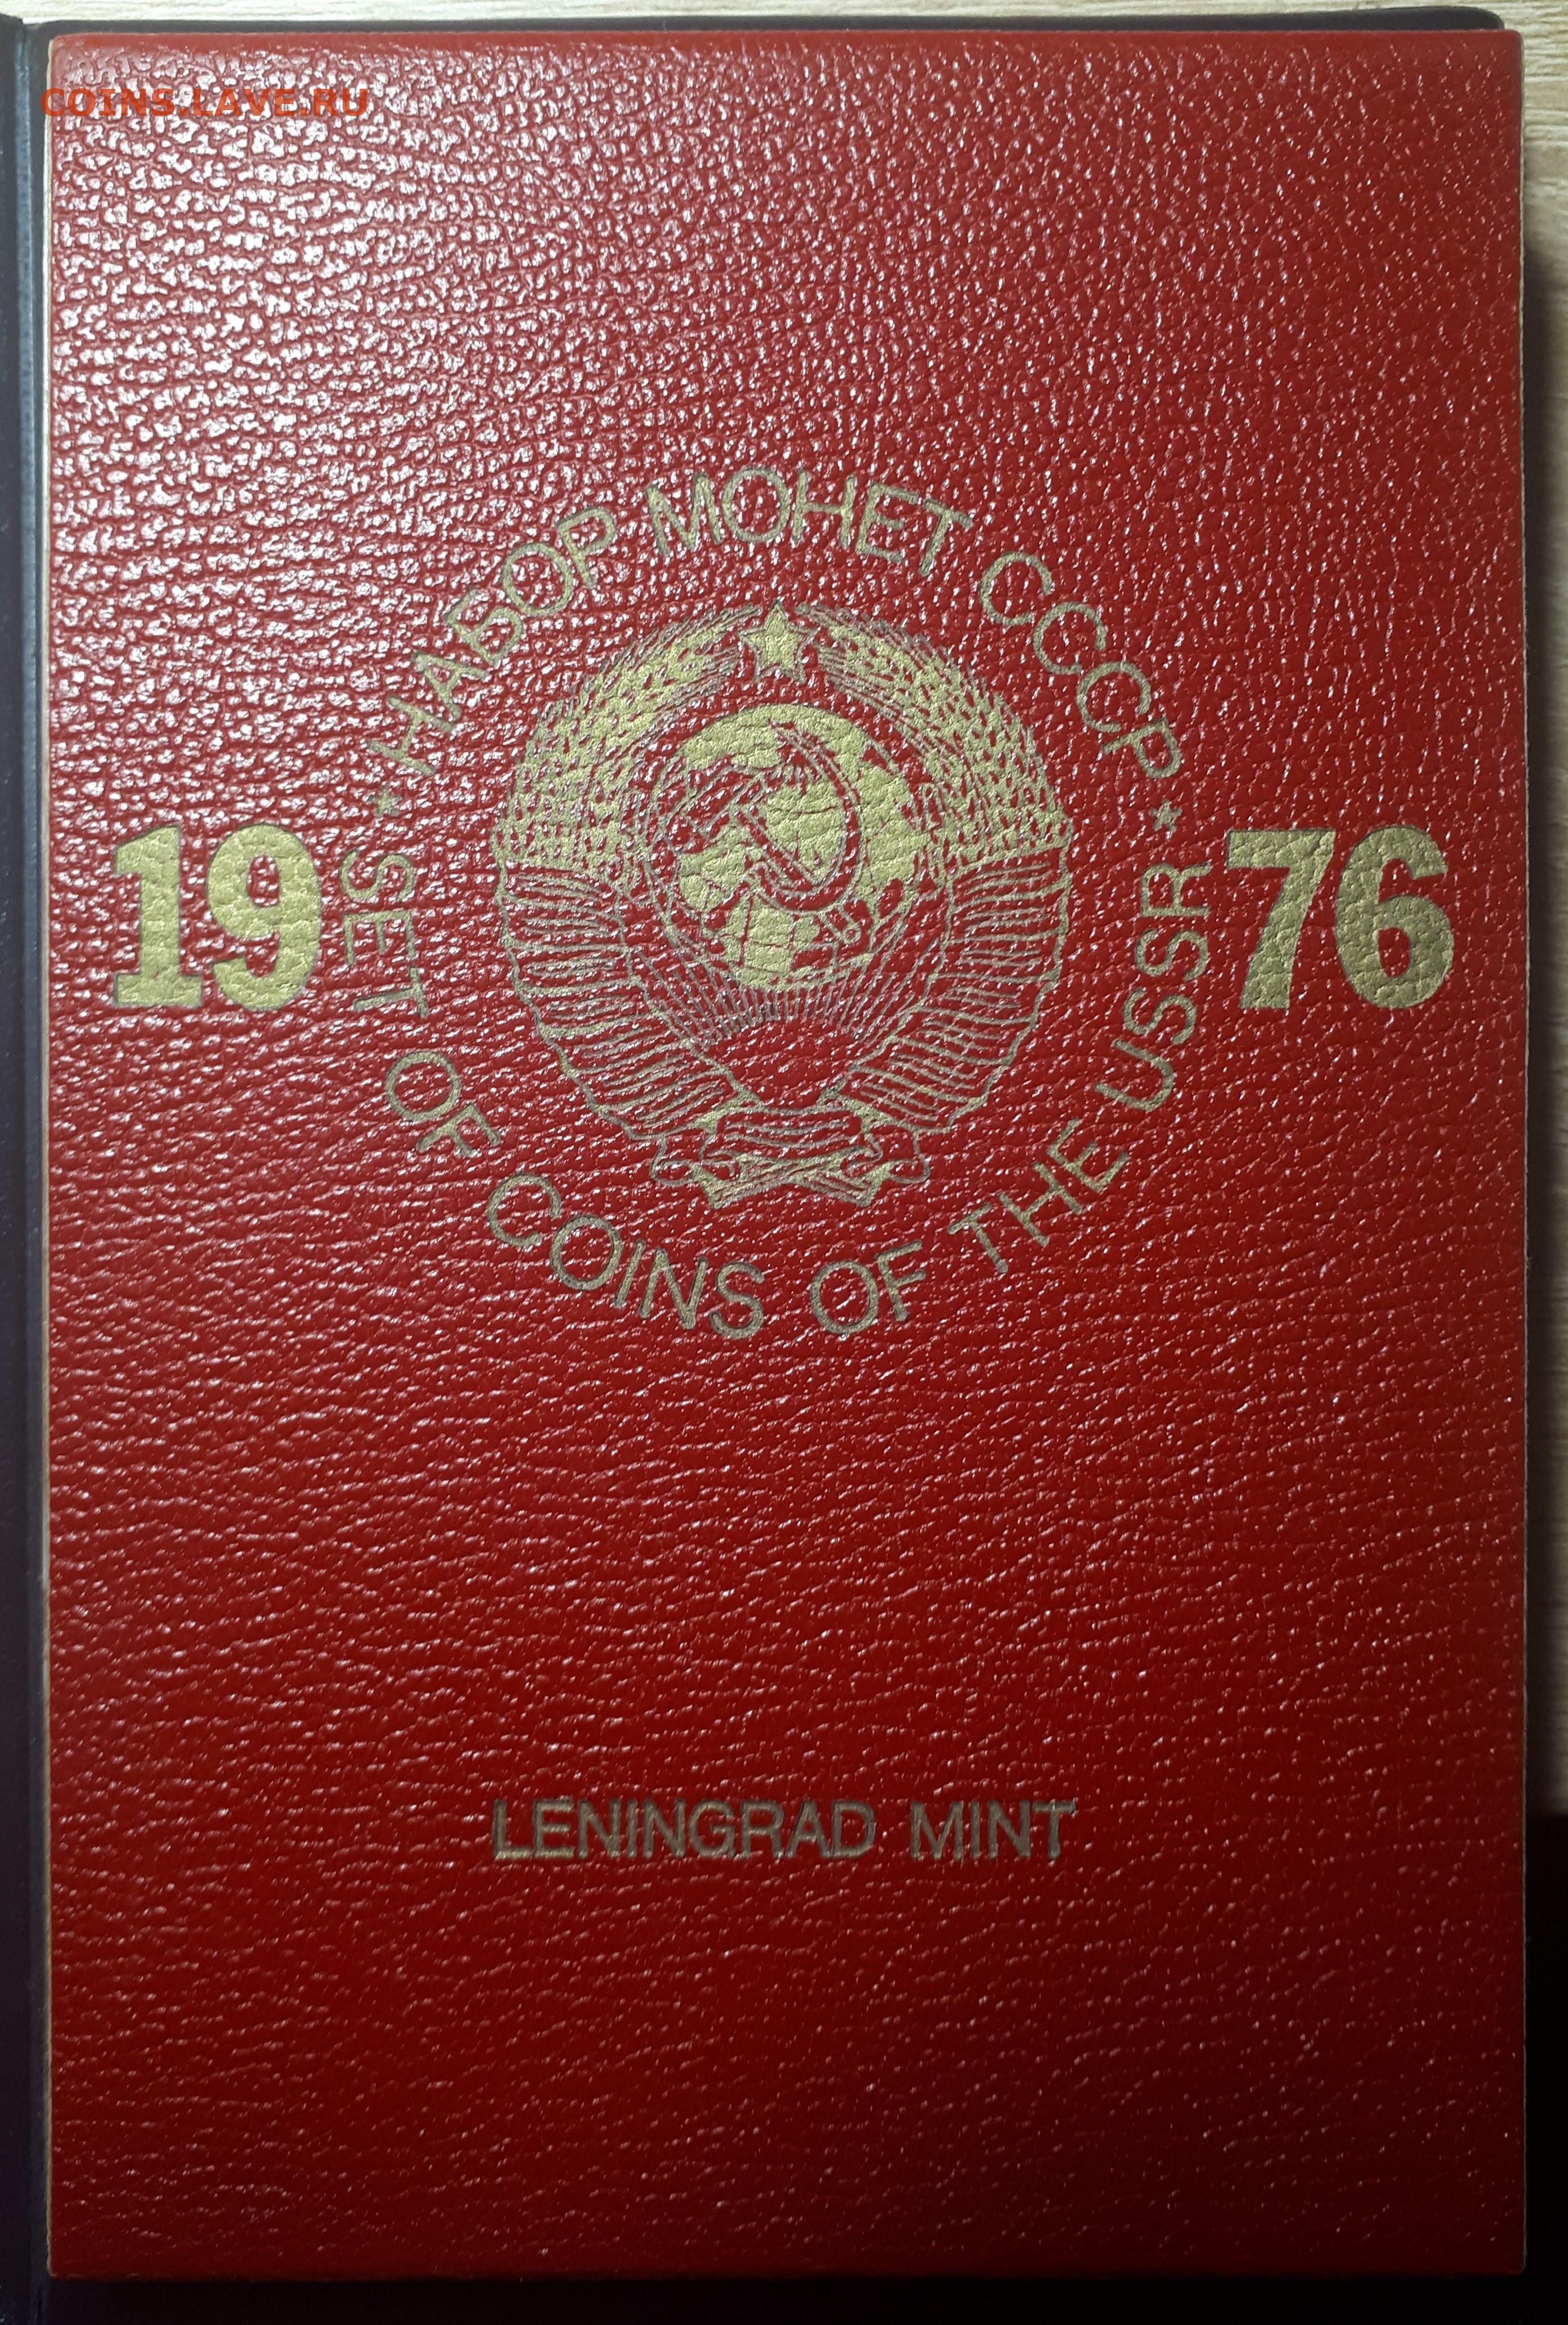 COINS.LAVE.RU
НАБОР МОНЕТ СССР
19 76
SET OF COINS OF THE USSR
LENINGRAD MINT